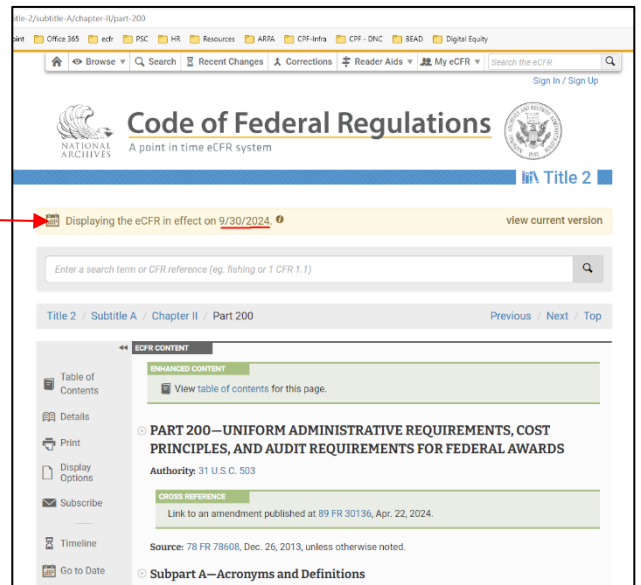 tle-2/subtitle-A/chapter-II/part-200
oint Office 365 ecfr PSC HR Resources ARPA CPF-Infra CPF - DNC BEAD Digital Equity
Browse Search Recent Changes Corrections Reader Aids My eCFR Search the eCFR
Sign In / Sign Up
NATIONAL ARCHIVES
Code of Federal Regulations
A point in time eCFR system
Title 2
Displaying the eCFR in effect on 9/30/2024. view current version
Enter a search term or CFR reference (eg. fishing or 1 CFR 1.1)
Title 2 / Subtitle A / Chapter II / Part 200 Previous / Next / Top
ECFR CONTENT
Table of Contents
Details
Print
Display Options
Subscribe
Timeline
Go to Date
ENHANCED CONTENT
View table of contents for this page.
PART 200—UNIFORM ADMINISTRATIVE REQUIREMENTS, COST
PRINCIPLES, AND AUDIT REQUIREMENTS FOR FEDERAL AWARDS
Authority: 31 U.S.C. 503
CROSS REFERENCE
Link to an amendment published at 89 FR 30136, Apr. 22, 2024.
Source: 78 FR 78608, Dec. 26, 2013, unless otherwise noted.
Subpart A—Acronyms and Definitions